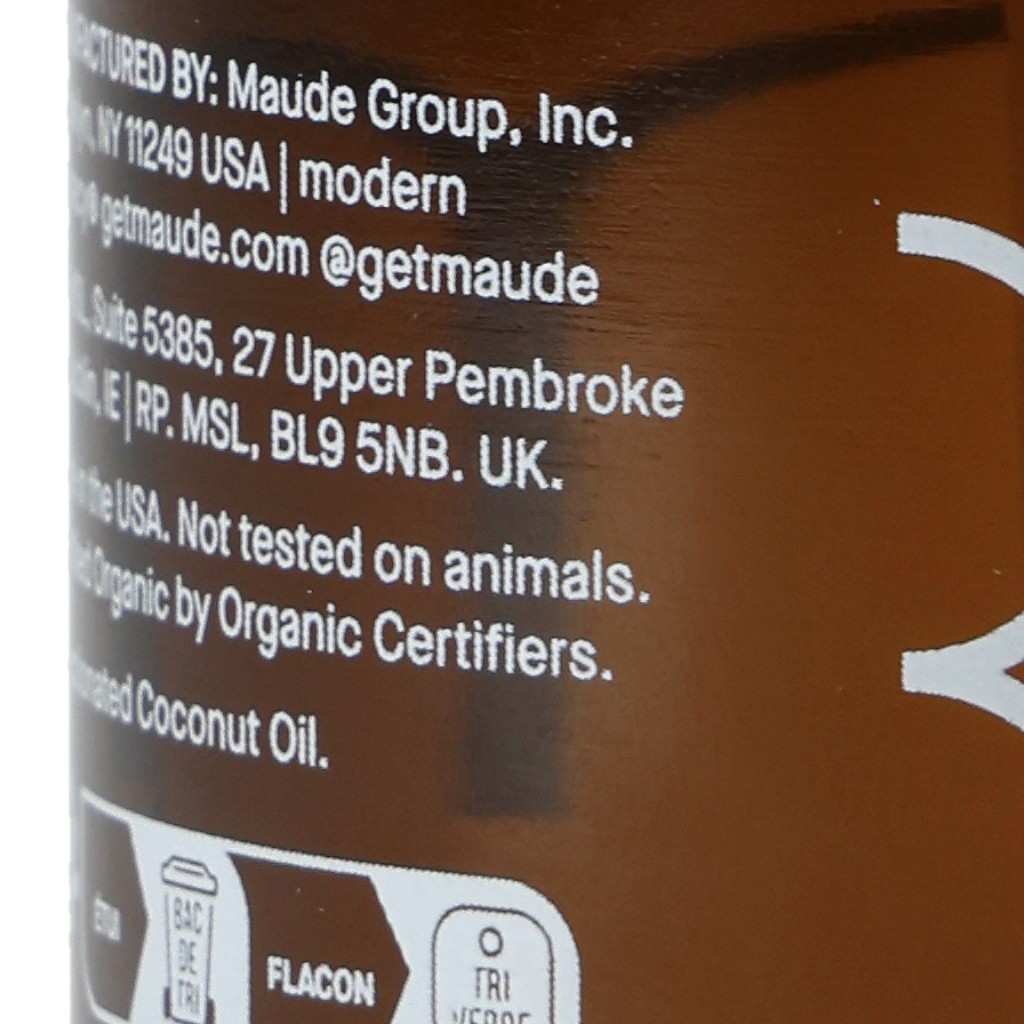 BY: Maude Group, Inc.
NY 11249 USA | modern
getmaude.com @getmaude
Suite 5385, 27 Upper Pembroke
IE | RP. MSL, BL9 5NB. UK.
the USA. Not tested on animals.
Organic by Organic Certifiers.
Coconut Oil.
ÉTUI
BAC
DE
TRI
FLACON
TRI
VERRE